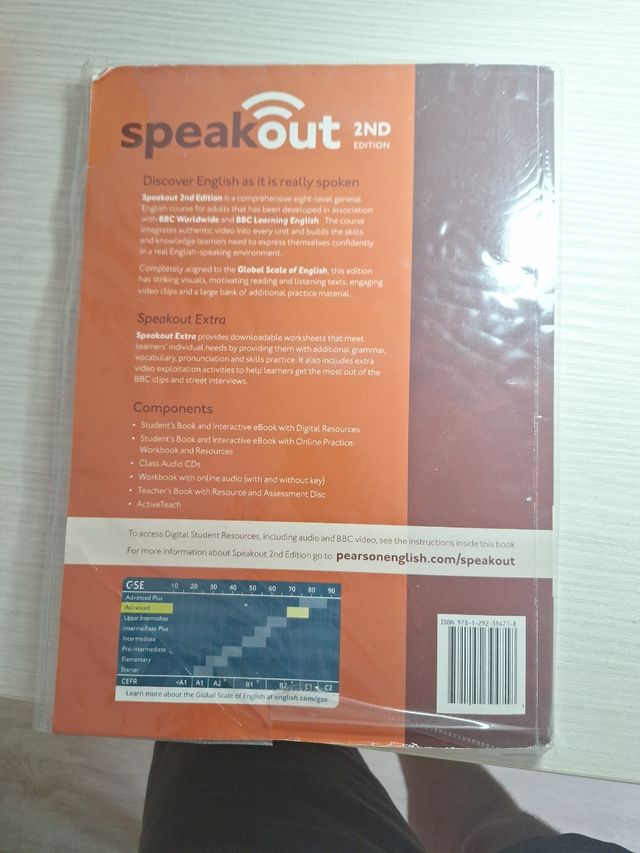 speakout 2ND
EDITION
Discover English as it is really spoken
Speakout 2nd Edition is a comprehensive eight-level general
English course for adults that has been developed in association
with BBC Worldwide and BBC Learning English. The course
integrates authentic video into every unit and builds the skills
and knowledge learners need to express themselves confidently
in a real English-speaking environment.
Completely aligned to the Global Scale of English, this edition
has striking visuals, motivating reading and listening texts, engaging
video clips and a large bank of additional practice material.
Speakout Extra
Speakout Extra provides downloadable worksheets that meet
learners' individual needs by providing them with additional grammar,
vocabulary, pronunciation and skills practice. It also includes extra
video exploitation activities to help learners get the most out of the
BBC clips and street interviews.
Components
• Student's Book and Interactive eBook with Digital Resources
• Student's Book and Interactive eBook with Online Practice:
Workbook and Resources
• Class Audio CDs
• Workbook with online audio (with and without key)
• Teacher's Book with Resource and Assessment Disc
• ActiveTeach
To access Digital Student Resources, including audio and BBC video, see the instructions inside this book
For more information about Speakout 2nd Edition go to pearsonenglish.com/speakout
GSE 10 20 30 40 50 60 70 80 90
Advanced Plus
Advanced
Upper Intermediate
Intermediate Plus
Intermediate
Pre-intermediate
Elementary
Starter
CEFR <A1 A1 A2+ B1+ B2+ C1 C2
Learn more about the Global Scale of English at english.com/gse
ISBN 978-1-292-39471-8